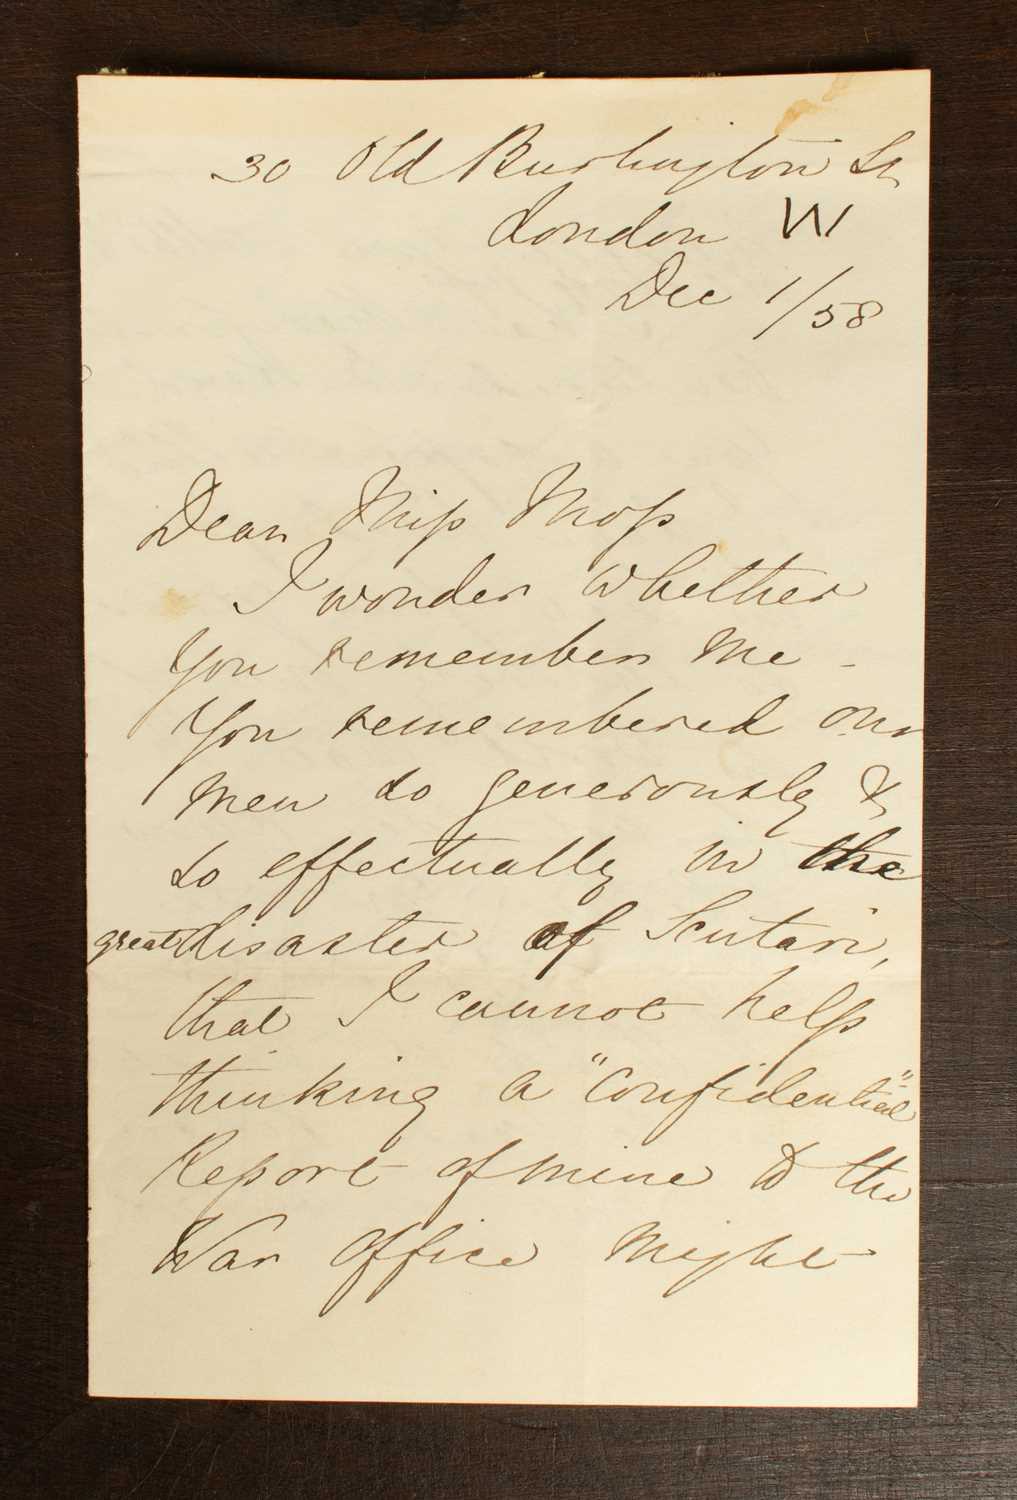 30 Old Burlington St
London W
Dec 1/58
Dear Miss Moss
I wonder whether
you remember me -
You remembered our
men so generously &
so effectually in the
great disaster of Scutari,
that I cannot help
thinking a "Confidential"
Report of mine to the
War Office might